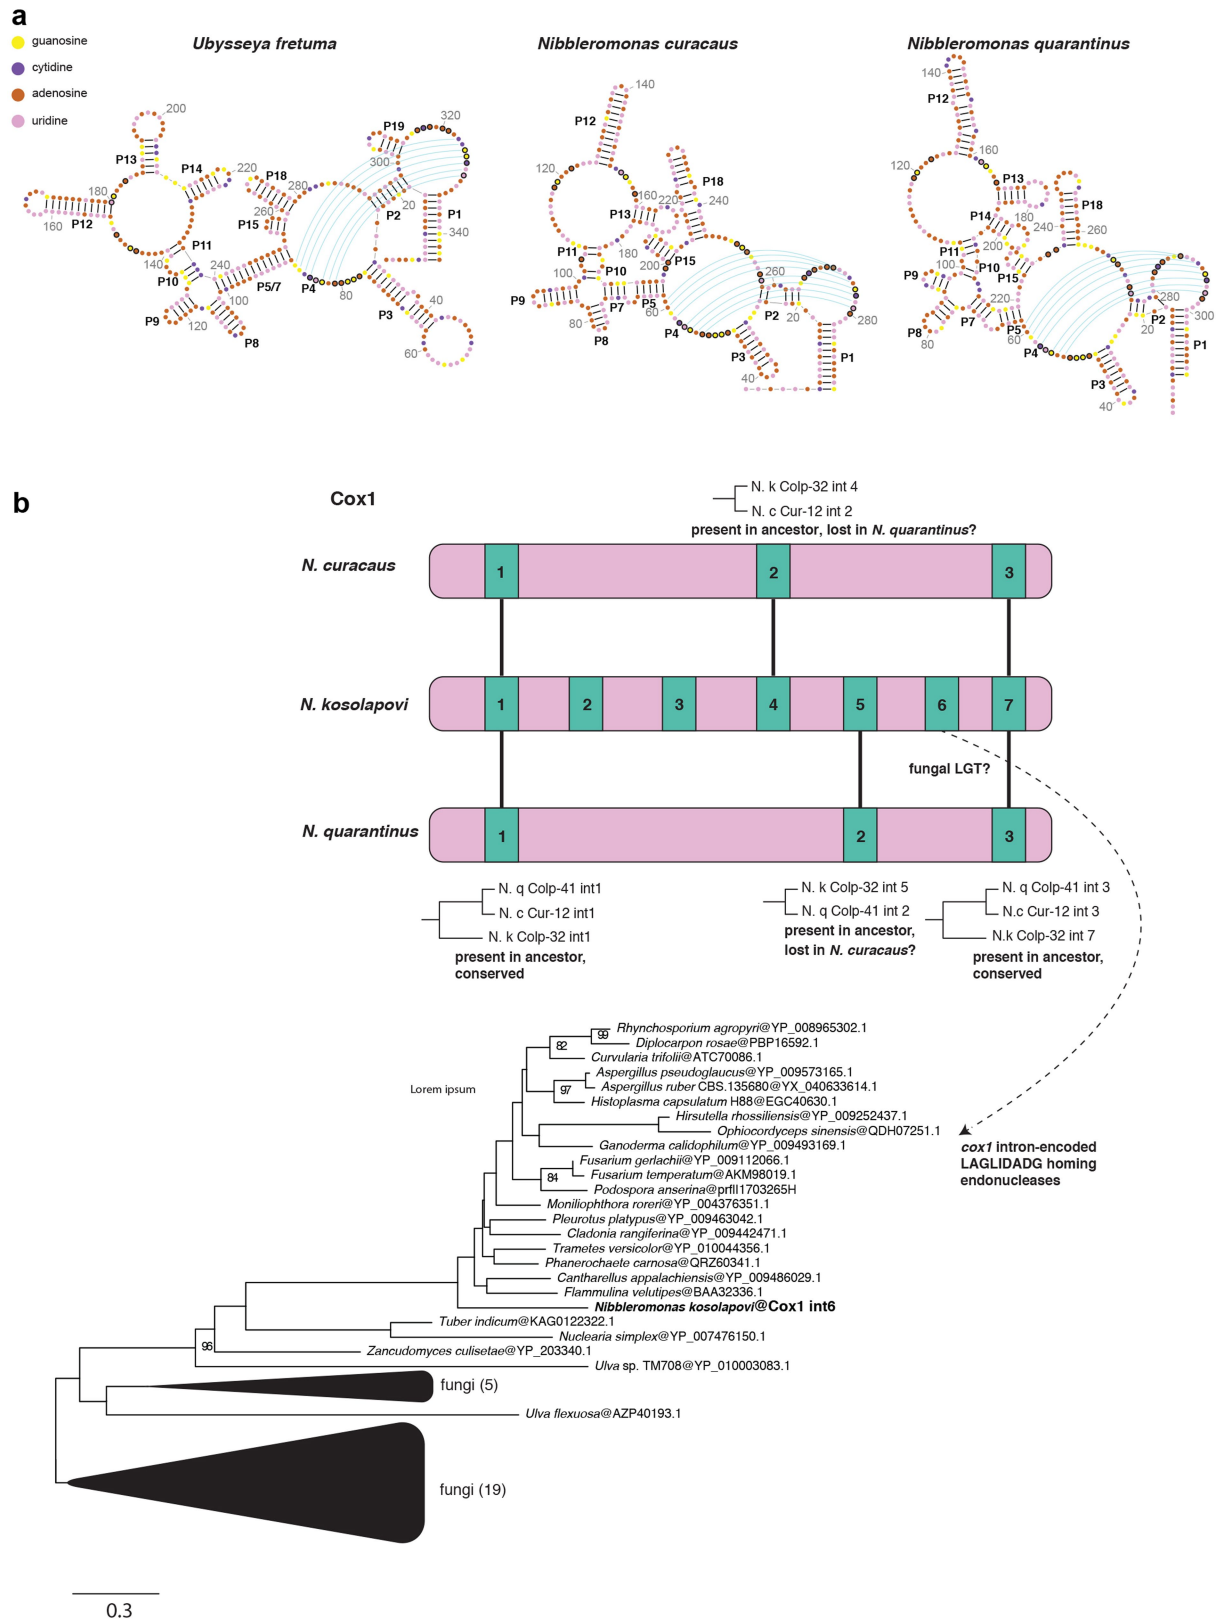 a
guanosine
cytidine
adenosine
uridine
Ubysseya fretuma
Nibbleromonas curacaus
Nibbleromonas quarantinus
200
P13
P14
220
P18
280
P19
300
320
180
P12
160
P15
260
P2
20
P1
340
P11
140
P10
240
P5/7
P4
80
100
P9
120
P8
P3
40
60
140
P12
120
160
P18
220
240
P13
P11
180
P15
200
100
P10
P9
P7
P5
60
80
P8
P4
260
P2
20
280
P3
40
P1
140
P12
160
120
P13
P18
180
P14
240
260
200
P11
P9
100
P10
P15
220
P7
P5
P8
80
60
P4
280
P2
20
300
P1
P3
40
b
Cox1
N. k Colp-32 int 4
N. c Cur-12 int 2
present in ancestor, lost in N. quarantinus?
N. curacaus
1
2
3
N. kosolapovi
1
2
3
4
5
6
7
fungal LGT?
N. quarantinus
1
2
3
N. q Colp-41 int1
N. c Cur-12 int1
N. k Colp-32 int1
present in ancestor,
conserved
N. k Colp-32 int 5
N. q Colp-41 int 2
present in ancestor,
lost in N. curacaus?
N. q Colp-41 int 3
N.c Cur-12 int 3
N.k Colp-32 int 7
present in ancestor,
conserved
Rhynchosporium agropyri@YP_008965302.1
99
Diplocarpon rosae@PBP16592.1
82
Curvularia trifolii@ATC70086.1
Aspergillus pseudoglaucus@YP_009573165.1
Lorem ipsum
97
Aspergillus ruber CBS.135680@YX_040633614.1
Histoplasma capsulatum H88@EGC40630.1
Hirsutella rhossiliensis@YP_009252437.1
Ophiocordyceps sinensis@QDH07251.1
Ganoderma calidophilum@YP_009493169.1
cox1 intron-encoded
LAGLIDADG homing
endonucleases
Fusarium gerlachii@YP_009112066.1
84
Fusarium temperatum@AKM98019.1
Podospora anserina@prfII1703265H
Moniliophthora roreri@YP_004376351.1
Pleurotus platypus@YP_009463042.1
Cladonia rangiferina@YP_009442471.1
Trametes versicolor@YP_010044356.1
Phanerochaete carnosa@QRZ60341.1
Cantharellus appalachiensis@YP_009486029.1
Flammulina velutipes@BAA32336.1
Nibbleromonas kosolapovi@Cox1 int6
Tuber indicum@KAG0122322.1
Nuclearia simplex@YP_007476150.1
96
Zancudomyces culisetae@YP_203340.1
Ulva sp. TM708@YP_010003083.1
fungi (5)
Ulva flexuosa@AZP40193.1
fungi (19)
0.3